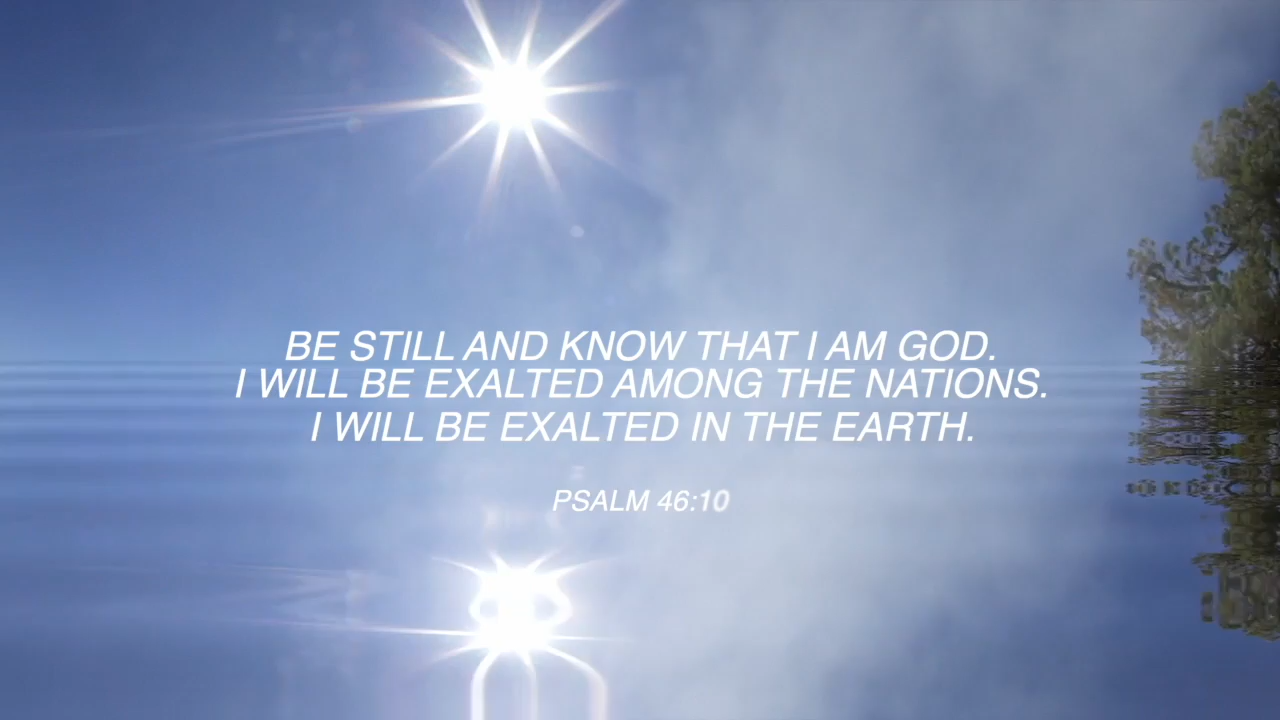 BE STILL AND KNOW THAT I AM GOD.
I WILL BE EXALTED AMONG THE NATIONS.
I WILL BE EXALTED IN THE EARTH.
PSALM 46:10